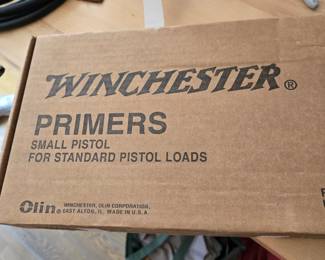 WINCHESTER®
PRIMERS
SMALL PISTOL
FOR STANDARD PISTOL LOADS
Olin® WINCHESTER, OLIN CORPORATION,
EAST ALTON, IL MADE IN U.S.A.